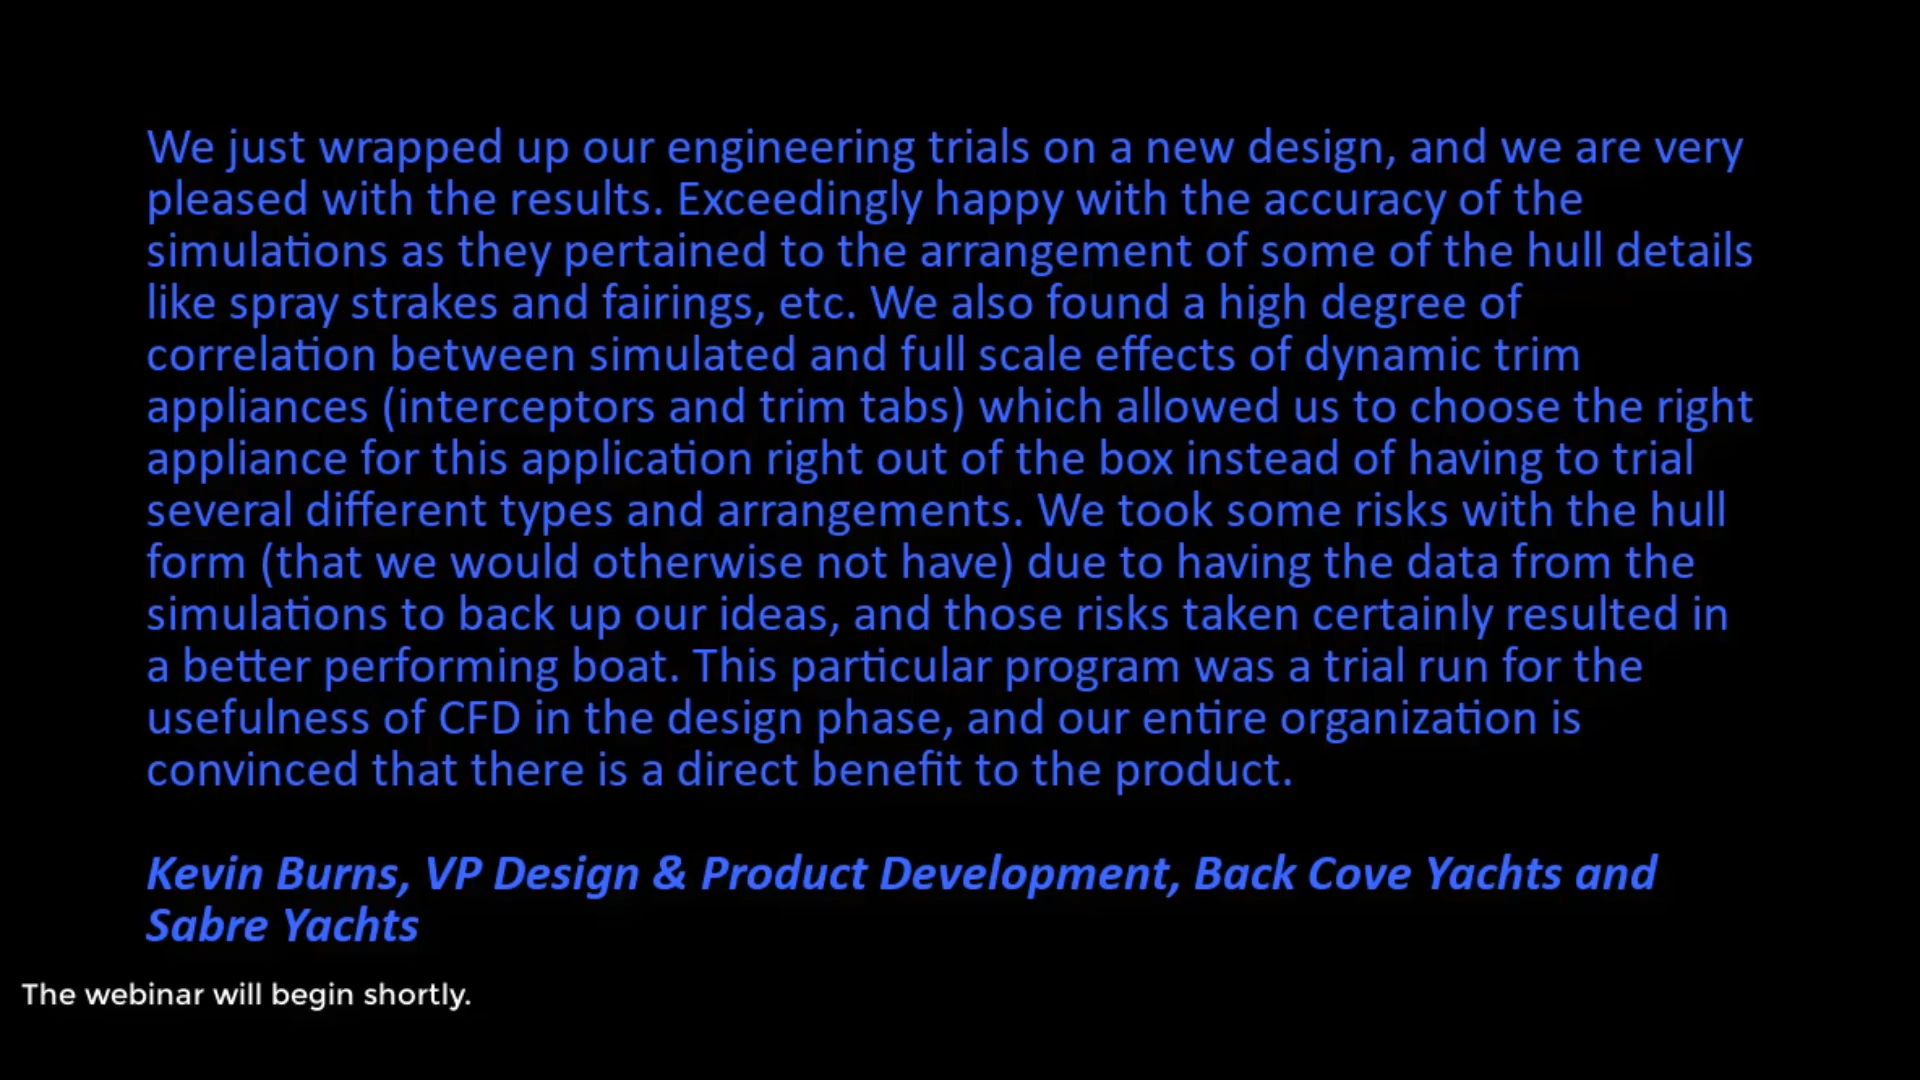 We just wrapped up our engineering trials on a new design, and we are very
pleased with the results. Exceedingly happy with the accuracy of the
simulations as they pertained to the arrangement of some of the hull details
like spray strakes and fairings, etc. We also found a high degree of
correlation between simulated and full scale effects of dynamic trim
appliances (interceptors and trim tabs) which allowed us to choose the right
appliance for this application right out of the box instead of having to trial
several different types and arrangements. We took some risks with the hull
form (that we would otherwise not have) due to having the data from the
simulations to back up our ideas, and those risks taken certainly resulted in
a better performing boat. This particular program was a trial run for the
usefulness of CFD in the design phase, and our entire organization is
convinced that there is a direct benefit to the product.
Kevin Burns, VP Design & Product Development, Back Cove Yachts and
Sabre Yachts
The webinar will begin shortly.